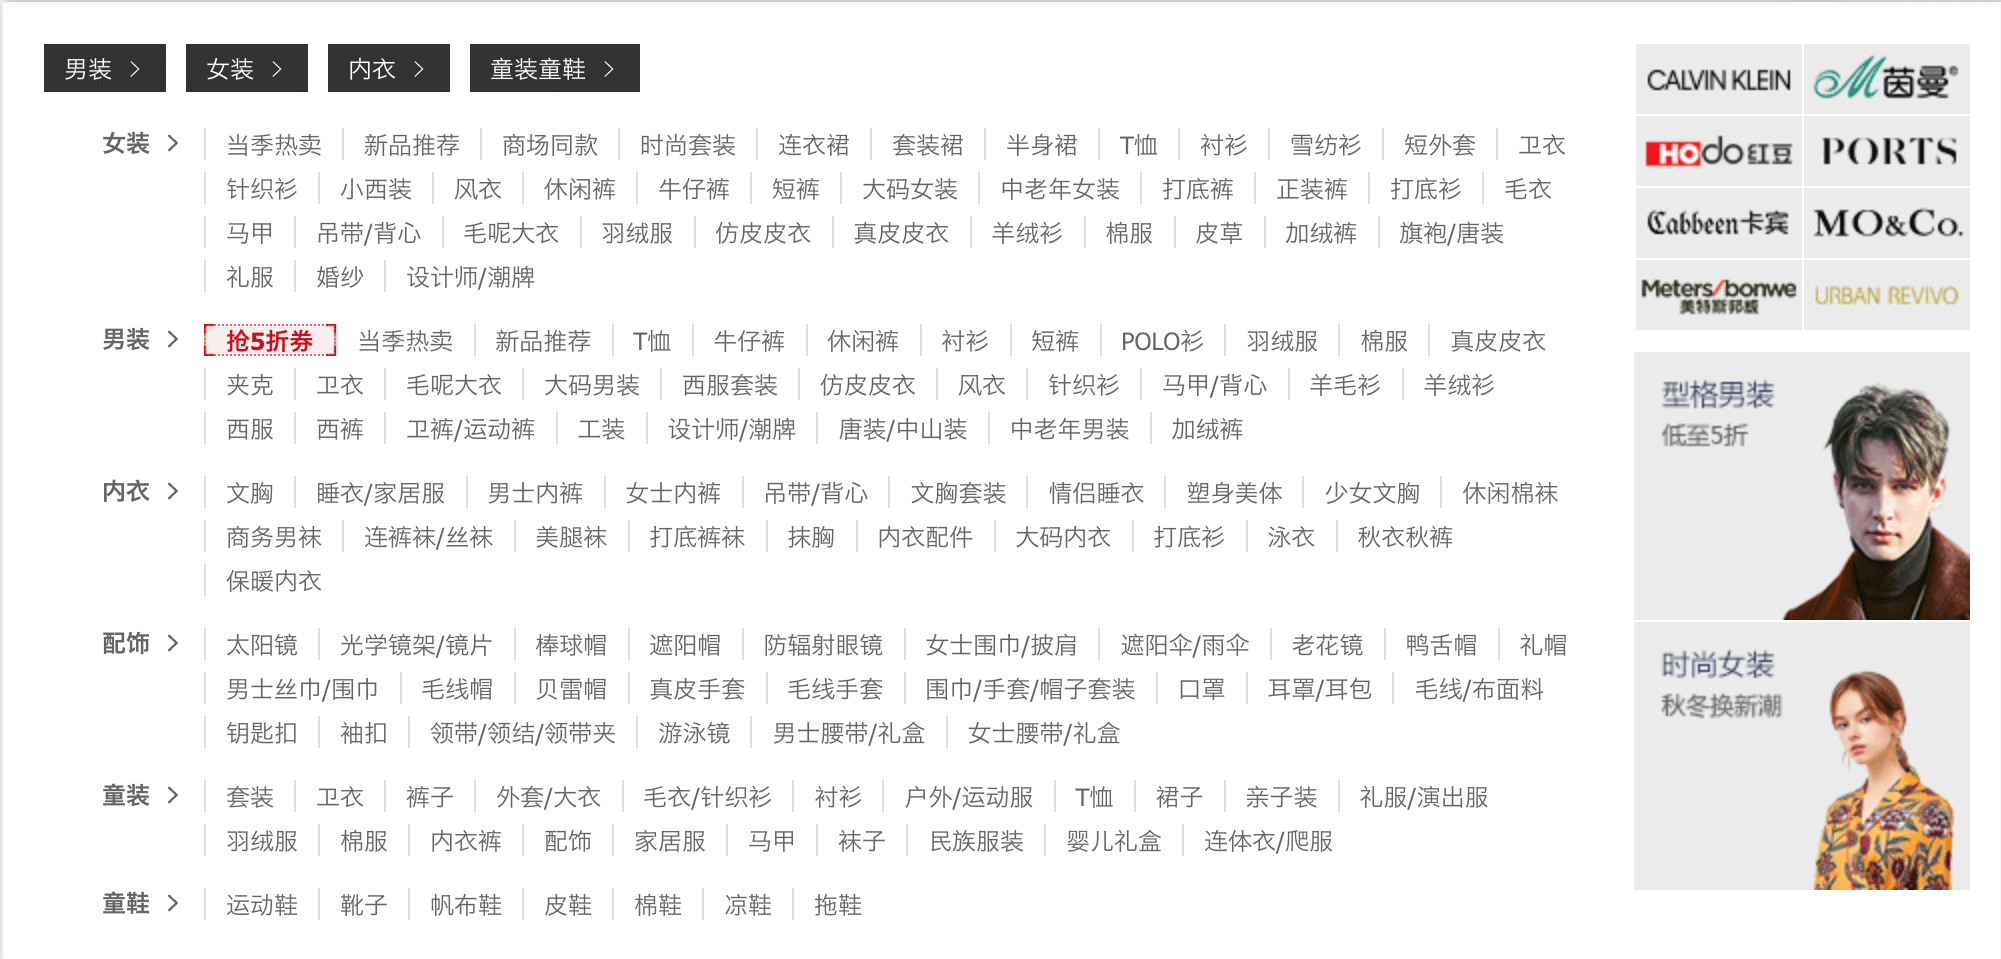 男装 女装 内衣 童装童鞋
女装 当季热卖 新品推荐 商场同款 时尚套装 连衣裙 套装裙 半身裙 T恤 衬衫 雪纺衫 短外套 卫衣
针织衫 小西装 风衣 休闲裤 牛仔裤 短裤 大码女装 中老年女装 打底裤 正装裤 打底衫 毛衣
马甲 吊带/背心 毛呢大衣 羽绒服 仿皮皮衣 真皮皮衣 羊绒衫 棉服 皮草 加绒裤 旗袍/唐装
礼服 婚纱 设计师/潮牌
男装 抢5折券 当季热卖 新品推荐 T恤 牛仔裤 休闲裤 衬衫 短裤 POLO衫 羽绒服 棉服 真皮皮衣
夹克 卫衣 毛呢大衣 大码男装 西服套装 仿皮皮衣 风衣 针织衫 马甲/背心 羊毛衫 羊绒衫
西服 西裤 卫裤/运动裤 工装 设计师/潮牌 唐装/中山装 中老年男装 加绒裤
内衣 文胸 睡衣/家居服 男士内裤 女士内裤 吊带/背心 文胸套装 情侣睡衣 塑身美体 少女文胸 休闲棉袜
商务男袜 连裤袜/丝袜 美腿袜 打底裤袜 抹胸 内衣配件 大码内衣 打底衫 泳衣 秋衣秋裤
保暖内衣
配饰 太阳镜 光学镜架/镜片 棒球帽 遮阳帽 防辐射眼镜 女士围巾/披肩 遮阳伞/雨伞 老花镜 鸭舌帽 礼帽
男士丝巾/围巾 毛线帽 贝雷帽 真皮手套 毛线手套 围巾/手套/帽子套装 口罩 耳罩/耳包 毛线/布面料
钥匙扣 袖扣 领带/领结/领带夹 游泳镜 男士腰带/礼盒 女士腰带/礼盒
童装 套装 卫衣 裤子 外套/大衣 毛衣/针织衫 衬衫 户外/运动服 T恤 裙子 亲子装 礼服/演出服
羽绒服 棉服 内衣裤 配饰 家居服 马甲 袜子 民族服装 婴儿礼盒 连体衣/爬服
童鞋 运动鞋 靴子 帆布鞋 皮鞋 棉鞋 凉鞋 拖鞋
CALVIN KLEIN M茵曼®
HOdo红豆 PORTS
Cabbeen卡宾 MO&Co.
Meters/bonwe URBAN REVIVO
美特斯邦威
型格男装
低至5折
时尚女装
秋冬换新潮